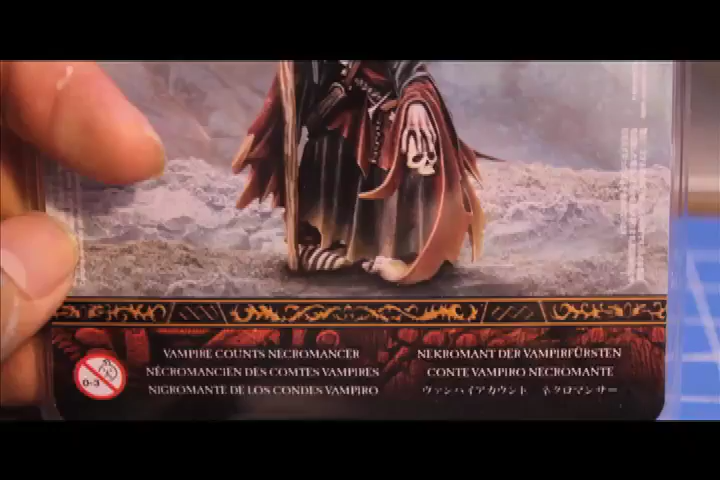 VAMPIRE COUNTS NECROMANCER
NÉCROMANCIEN DES COMTES VAMPIRES
NIGROMANTE DE LOS CONDES VAMPIRO
NEKROMANT DER VAMPIRFÜRSTEN
CONTE VAMPIRO NECROMANTE
ヴァンパイアカウント ネクロマンサー
0-3